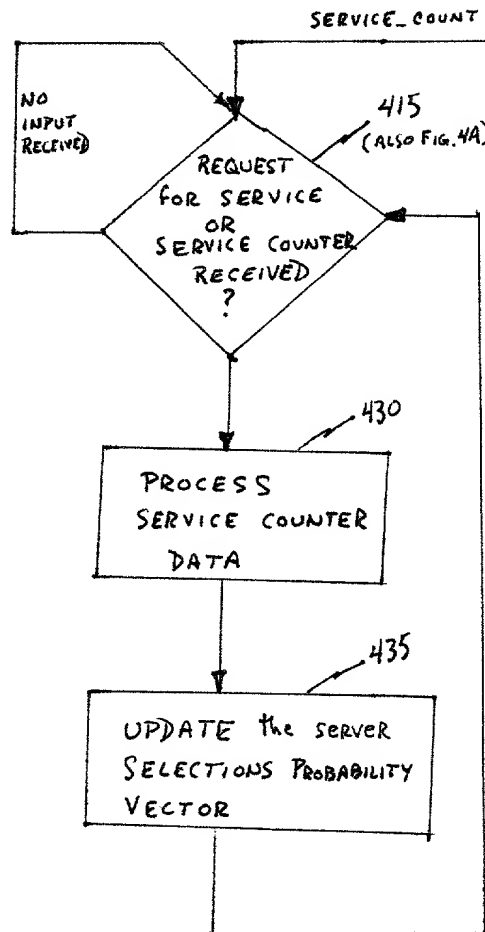 SERVICE_COUNT
NO
INPUT
RECEIVED
415
(ALSO FIG. 4A)
REQUEST
for SERVICE
OR
SERVICE COUNTER
RECEIVED
?
430
PROCESS
SERVICE COUNTER
DATA
435
UPDATE the SERVER
SELECTIONS PROBABILITY
VECTOR